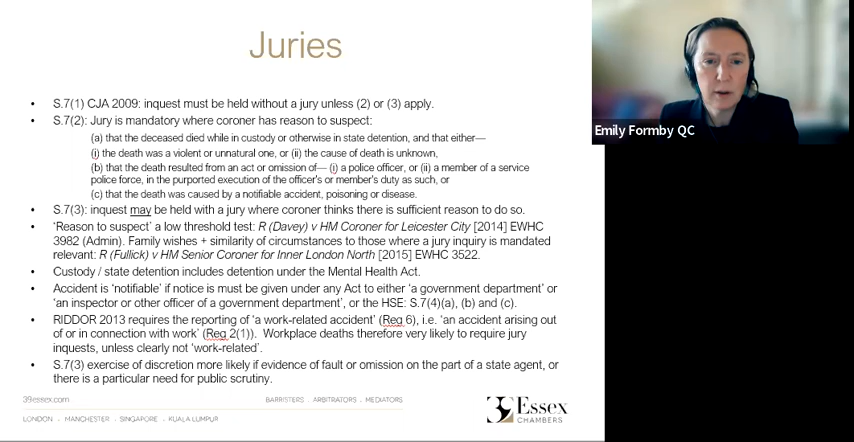 Juries
• S.7(1) CJA 2009: inquest must be held without a jury unless (2) or (3) apply.
• S.7(2): Jury is mandatory where coroner has reason to suspect:
(a) that the deceased died while in custody or otherwise in state detention, and that either—
(i) the death was a violent or unnatural one, or (ii) the cause of death is unknown,
(b) that the death resulted from an act or omission of— (i) a police officer, or (ii) a member of a service
police force, in the purported execution of the officer's or member's duty as such, or
(c) that the death was caused by a notifiable accident, poisoning or disease.
• S.7(3): inquest may be held with a jury where coroner thinks there is sufficient reason to do so.
• 'Reason to suspect' a low threshold test: R (Davey) v HM Coroner for Leicester City [2014] EWHC
3982 (Admin). Family wishes + similarity of circumstances to those where a jury inquiry is mandated
relevant: R (Fullick) v HM Senior Coroner for Inner London North [2015] EWHC 3522.
• Custody / state detention includes detention under the Mental Health Act.
• Accident is 'notifiable' if notice is must be given under any Act to either 'a government department' or
'an inspector or other officer of a government department', or the HSE: S.7(4)(a), (b) and (c).
• RIDDOR 2013 requires the reporting of 'a work-related accident' (Reg 6), i.e. 'an accident arising out
of or in connection with work' (Reg 2(1)). Workplace deaths therefore very likely to require jury
inquests, unless clearly not 'work-related'.
• S.7(3) exercise of discretion more likely if evidence of fault or omission on the part of a state agent, or
there is a particular need for public scrutiny.
39essex.com
BARRISTERS . ARBITRATORS . MEDIATORS
LONDON . MANCHESTER . SINGAPORE . KUALA LUMPUR
39 Essex
CHAMBERS
Emily Formby QC